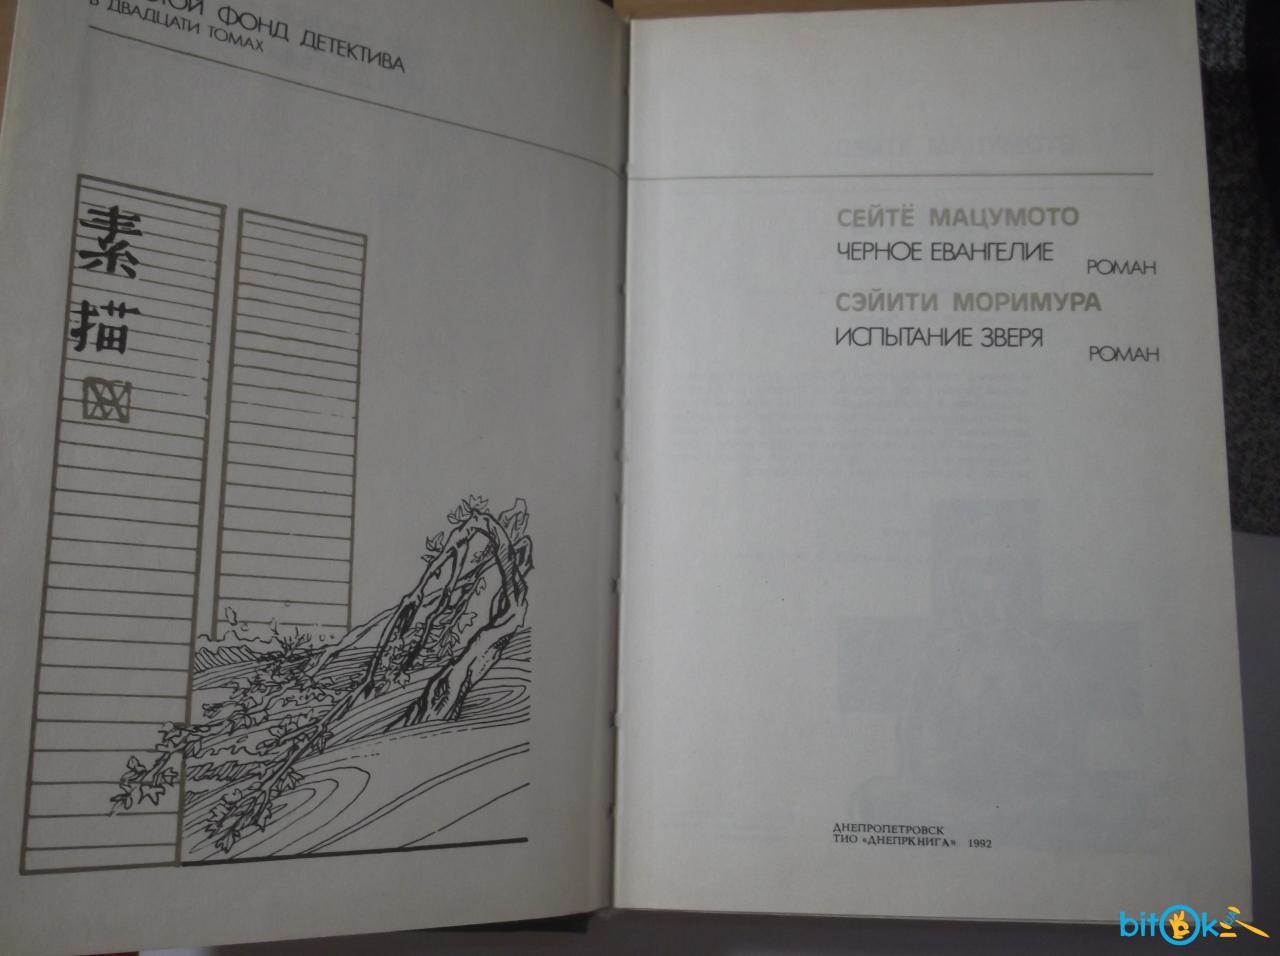 ФОНД ДЕТЕКТИВА
В ДВАДЦАТИ ТОМАХ
素
描
СЕЙТЁ МАЦУМОТО
ЧЕРНОЕ ЕВАНГЕЛИЕ
РОМАН
СЭЙИТИ МОРИМУРА
ИСПЫТАНИЕ ЗВЕРЯ
РОМАН
ДНЕПРОПЕТРОВСК
ТИО «ДНЕПРКНИГА» 1992